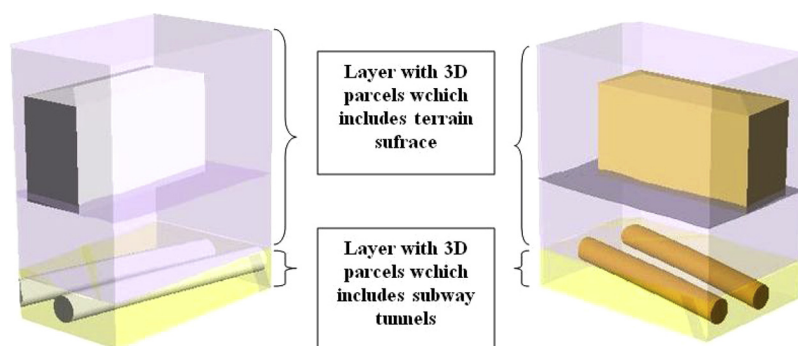 Layer with 3D
parcels wchich
includes terrain
sufrace
Layer with 3D
parcels wchich
includes subway
tunnels